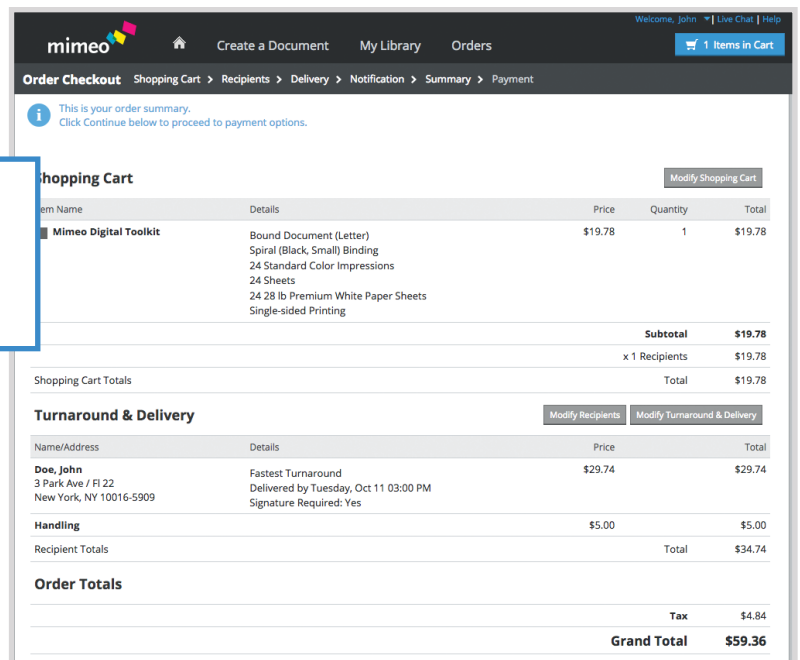 Welcome, John | Live Chat | Help
mimeo Create a Document My Library Orders 1 Items in Cart
Order Checkout Shopping Cart > Recipients > Delivery > Notification > Summary > Payment
This is your order summary.
Click Continue below to proceed to payment options.
hopping Cart Modify Shopping Cart
em Name Details Price Quantity Total
Mimeo Digital Toolkit Bound Document (Letter) $19.78 1 $19.78
Spiral (Black, Small) Binding
24 Standard Color Impressions
24 Sheets
24 28 lb Premium White Paper Sheets
Single-sided Printing
Subtotal $19.78
x 1 Recipients $19.78
Shopping Cart Totals Total $19.78
Turnaround & Delivery Modify Recipients Modify Turnaround & Delivery
Name/Address Details Price Total
Doe, John Fastest Turnaround $29.74 $29.74
3 Park Ave / Fl 22 Delivered by Tuesday, Oct 11 03:00 PM
New York, NY 10016-5909 Signature Required: Yes
Handling $5.00 $5.00
Recipient Totals Total $34.74
Order Totals
Tax $4.84
Grand Total $59.36